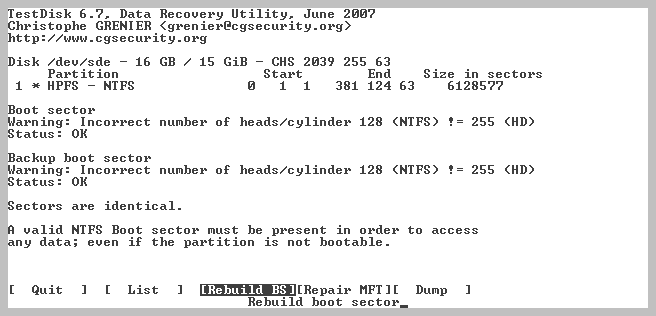 TestDisk 6.7, Data Recovery Utility, June 2007
Christophe GRENIER <grenier@cgsecurity.org>
http://www.cgsecurity.org
Disk /dev/sde - 16 GB / 15 GiB - CHS 2039 255 63
Partition Start End Size in sectors
1 * HPFS - NTFS 0 1 1 381 124 63 6128577
Boot sector
Warning: Incorrect number of heads/cylinder 128 (NTFS) != 255 (HD)
Status: OK
Backup boot sector
Warning: Incorrect number of heads/cylinder 128 (NTFS) != 255 (HD)
Status: OK
Sectors are identical.
A valid NTFS Boot sector must be present in order to access
any data; even if the partition is not bootable.
[ Quit ] [ List ] [Rebuild BS][Repair MFT][ Dump ]
Rebuild boot sector_